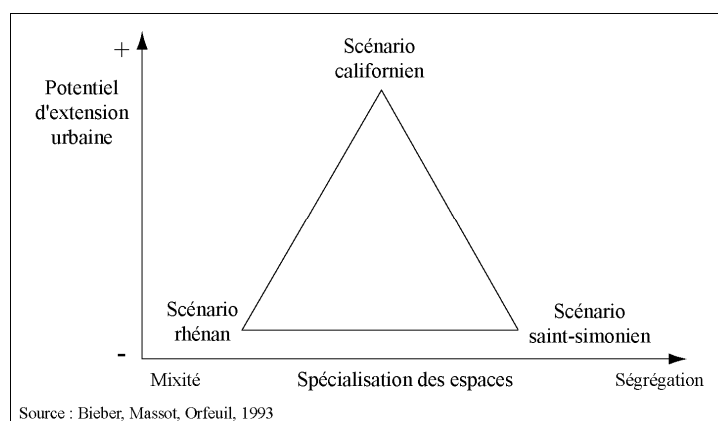 +
Potentiel
d'extension
urbaine
Scénario
californien
Scénario
rhénan
Scénario
saint-simonien
-
Mixité
Spécialisation des espaces
Ségrégation
Source : Bieber, Massot, Orfeuil, 1993